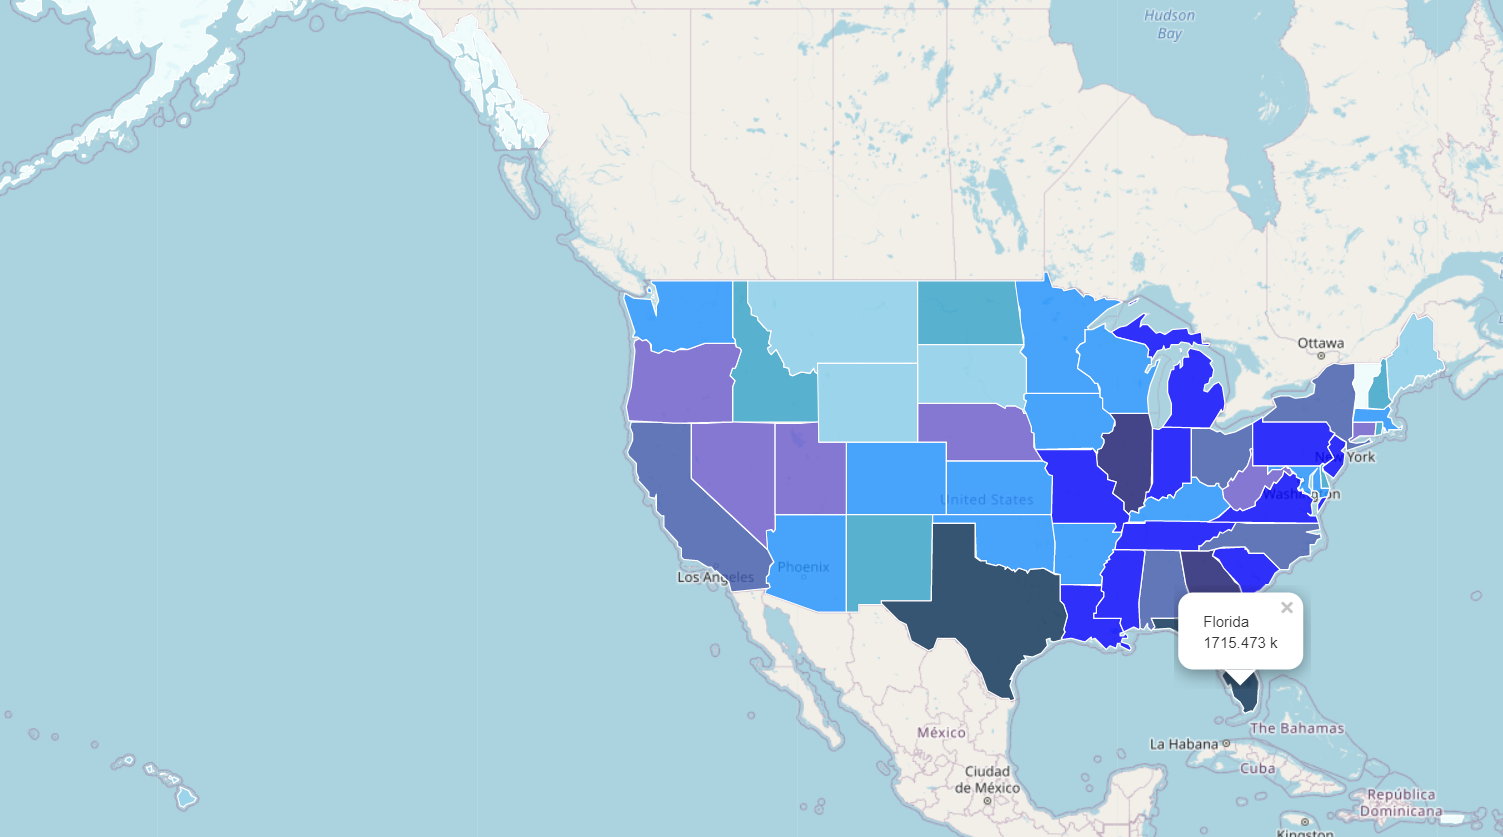 Hudson
Bay
Ottawa
New York
Washington
United States
Phoenix
Los Angeles
Florida
×
1715.473 k
México
Ciudad
de México
The Bahamas
La Habana
Cuba
República
Dominicana
Kingston